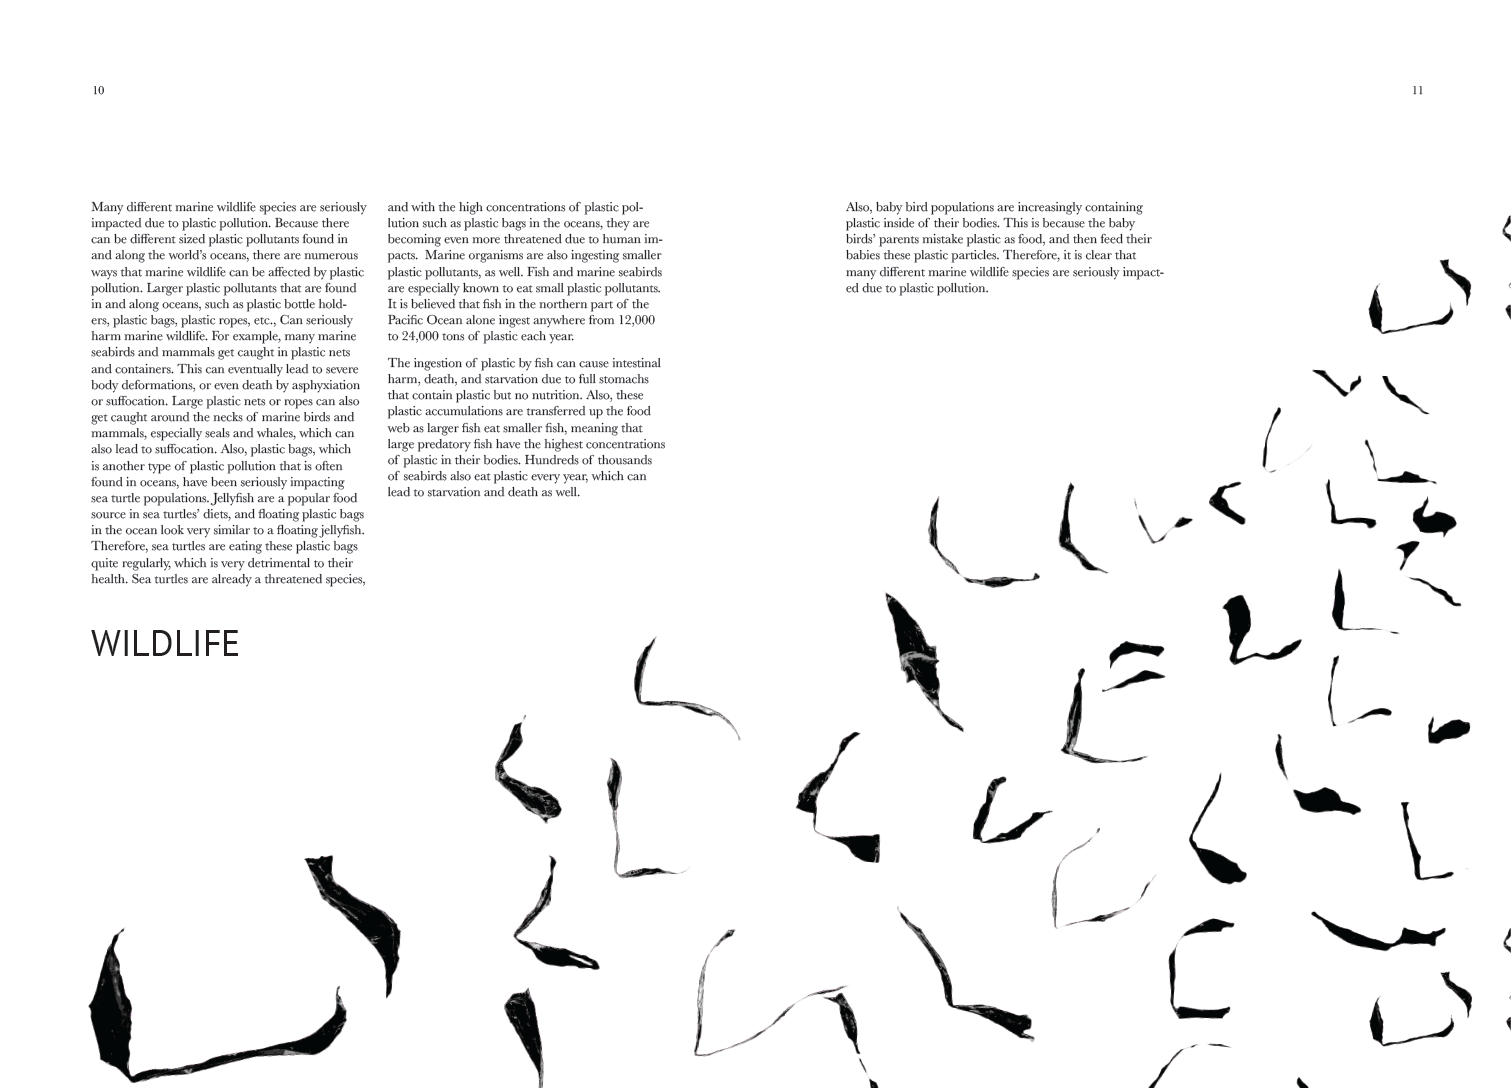 10
11
Many different marine wildlife species are seriously
impacted due to plastic pollution. Because there
can be different sized plastic pollutants found in
and along the world’s oceans, there are numerous
ways that marine wildlife can be affected by plastic
pollution. Larger plastic pollutants that are found
in and along oceans, such as plastic bottle hold-
ers, plastic bags, plastic ropes, etc., Can seriously
harm marine wildlife. For example, many marine
seabirds and mammals get caught in plastic nets
and containers. This can eventually lead to severe
body deformations, or even death by asphyxiation
or suffocation. Large plastic nets or ropes can also
get caught around the necks of marine birds and
mammals, especially seals and whales, which can
also lead to suffocation. Also, plastic bags, which
is another type of plastic pollution that is often
found in oceans, have been seriously impacting
sea turtle populations. Jellyfish are a popular food
source in sea turtles’ diets, and floating plastic bags
in the ocean look very similar to a floating jellyfish.
Therefore, sea turtles are eating these plastic bags
quite regularly, which is very detrimental to their
health. Sea turtles are already a threatened species,
and with the high concentrations of plastic pol-
lution such as plastic bags in the oceans, they are
becoming even more threatened due to human im-
pacts.  Marine organisms are also ingesting smaller
plastic pollutants, as well. Fish and marine seabirds
are especially known to eat small plastic pollutants.
It is believed that fish in the northern part of the
Pacific Ocean alone ingest anywhere from 12,000
to 24,000 tons of plastic each year.
The ingestion of plastic by fish can cause intestinal
harm, death, and starvation due to full stomachs
that contain plastic but no nutrition. Also, these
plastic accumulations are transferred up the food
web as larger fish eat smaller fish, meaning that
large predatory fish have the highest concentrations
of plastic in their bodies. Hundreds of thousands
of seabirds also eat plastic every year, which can
lead to starvation and death as well.
Also, baby bird populations are increasingly containing
plastic inside of their bodies. This is because the baby
birds’ parents mistake plastic as food, and then feed their
babies these plastic particles. Therefore, it is clear that
many different marine wildlife species are seriously impact-
ed due to plastic pollution.
WILDLIFE